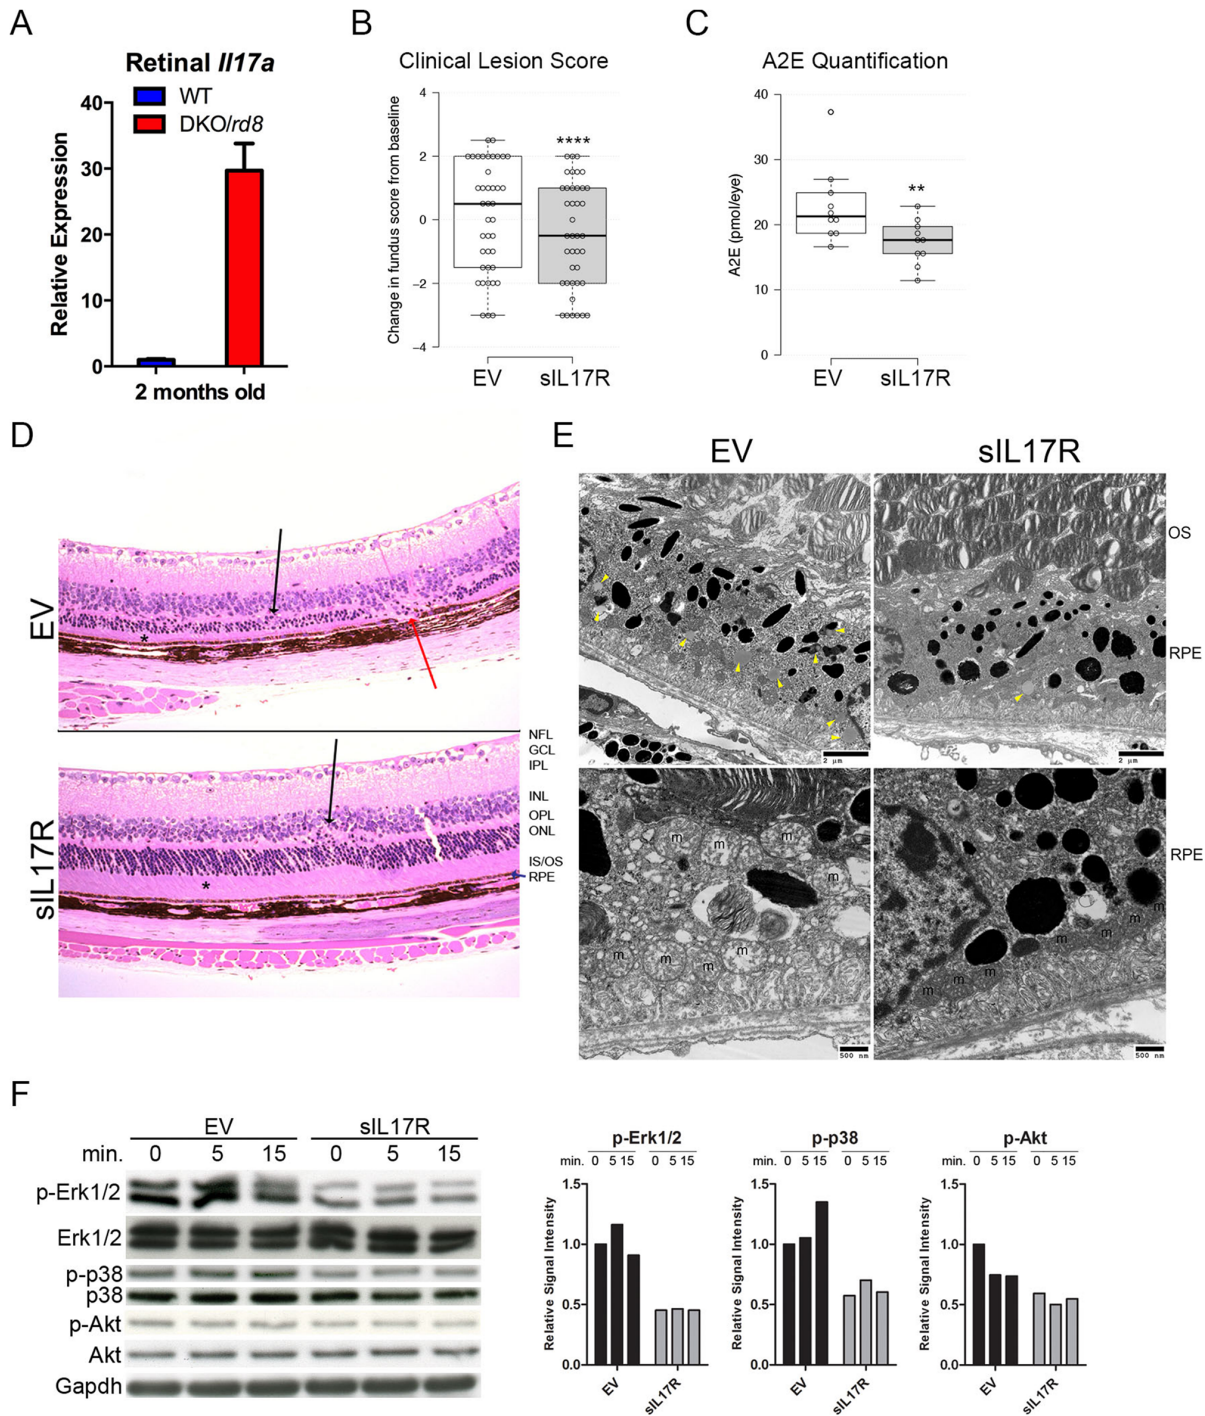 A
Retinal Il17a
WT
DKO/rd8
Relative Expression
40
30
20
10
0
2 months old
B
Clinical Lesion Score
Change in fundus score from baseline
4
2
0
−2
−4
****
EV
sIL17R
C
A2E Quantification
A2E (pmol/eye)
40
30
20
10
0
**
EV
sIL17R
D
EV
*
sIL17R
*
NFL
GCL
IPL
INL
OPL
ONL
IS/OS
RPE
E
EV
sIL17R
OS
RPE
2 μm
2 μm
m
m
m
m
m
m
m
m
RPE
m
m
m
m
m
m
500 nm
500 nm
F
EV
sIL17R
min. 0 5 15 0 5 15
p-Erk1/2
Erk1/2
p-p38
p38
p-Akt
Akt
Gapdh
p-Erk1/2
min. 0 5 15 0 5 15
Relative Signal Intensity
1.5
1.0
0.5
0.0
EV
sIL17R
p-p38
min. 0 5 15 0 5 15
Relative Signal Intensity
1.5
1.0
0.5
0.0
EV
sIL17R
p-Akt
min. 0 5 15 0 5 15
Relative Signal Intensity
1.5
1.0
0.5
0.0
EV
sIL17R